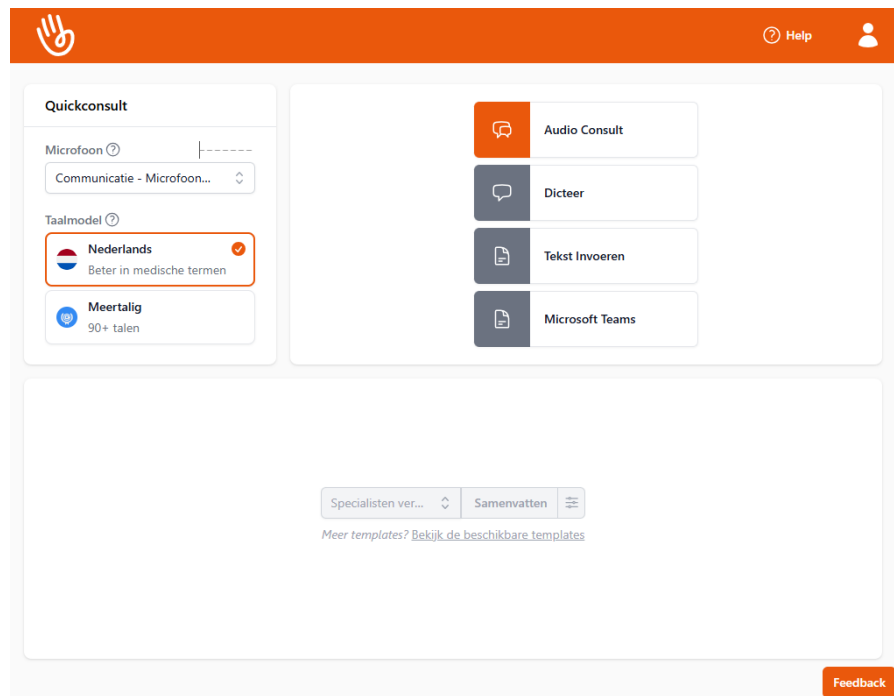 Help
Quickconsult
Microfoon
Communicatie - Microfoon...
Taalmodel
Nederlands
Beter in medische termen
Meertalig
90+ talen
Audio Consult
Dicteer
Tekst Invoeren
Microsoft Teams
Specialisten ver...
Samenvatten
Meer templates? Bekijk de beschikbare templates
Feedback